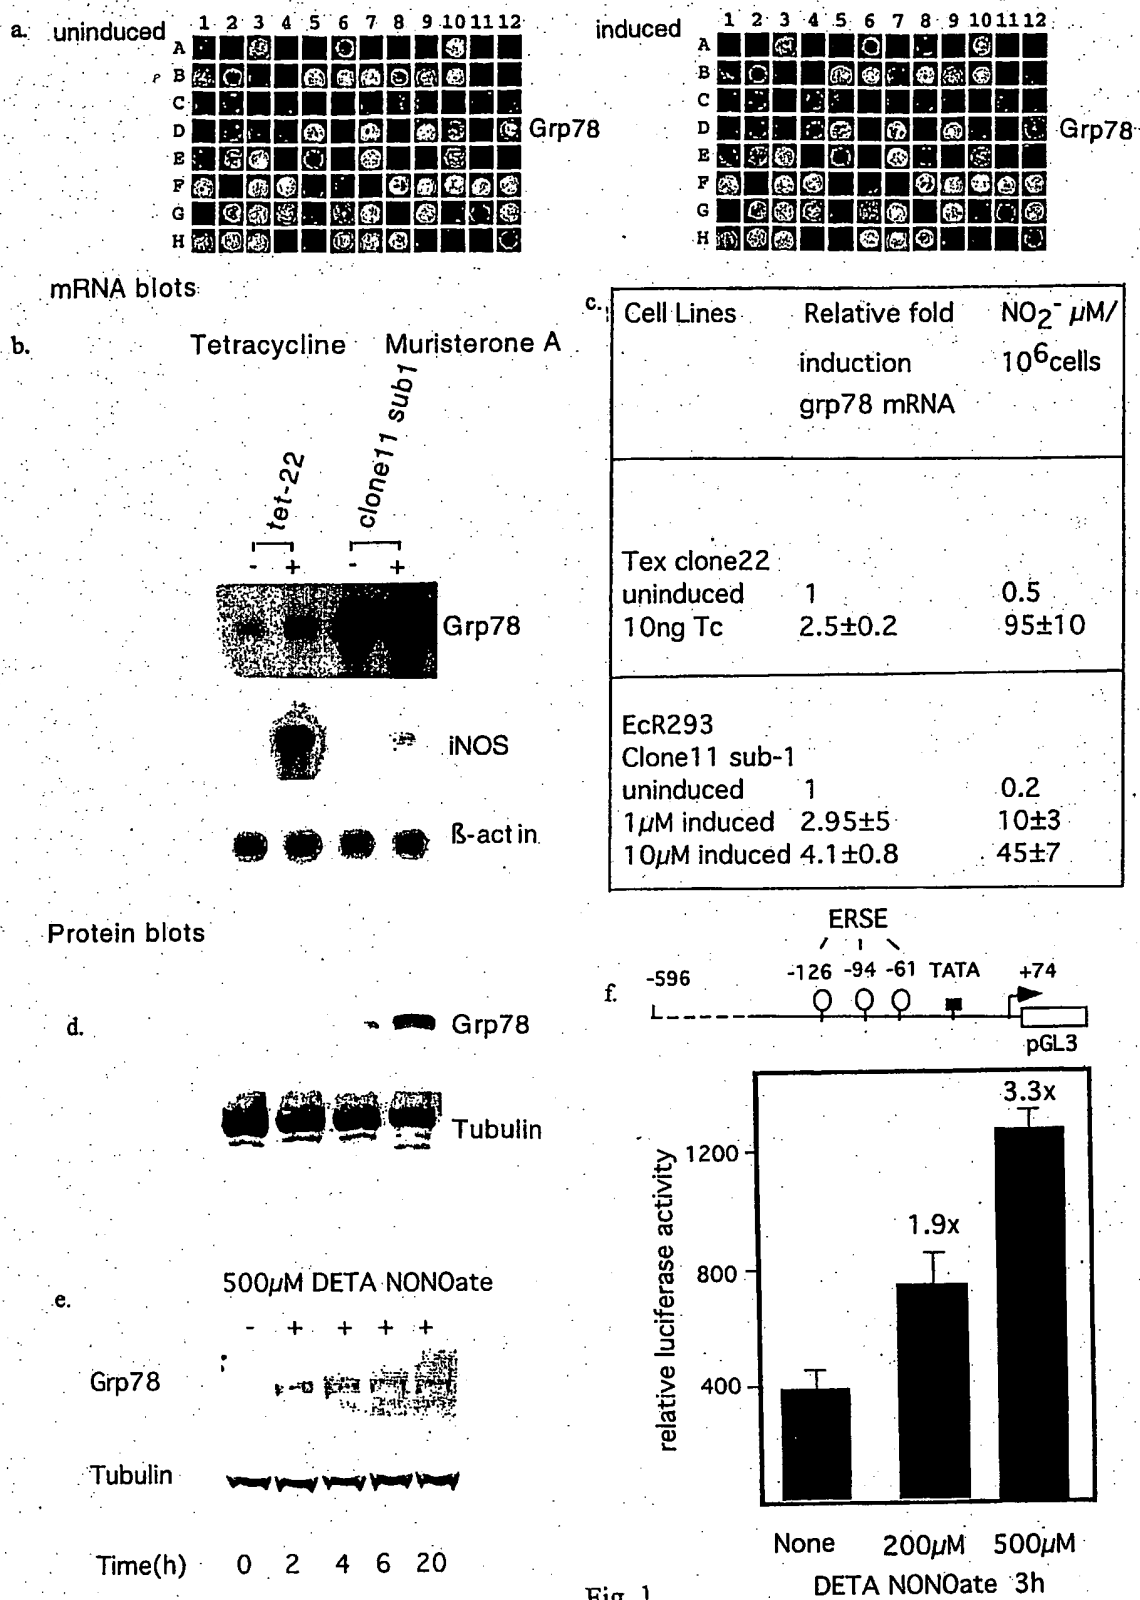 a. uninduced
1 2 3 4 5 6 7 8 9 10 11 12
A
B
C
D
E
F
G
H
Grp78
induced
1 2 3 4 5 6 7 8 9 10 11 12
A
B
C
D
E
F
G
H
Grp78
mRNA blots
b.
Tetracycline Muristerone A
tet-22
clone11 sub1
- + - +
Grp78
iNOS
ß-actin
c.
Cell Lines Relative fold NO2- µM/
induction 10^6 cells
grp78 mRNA
Tex clone22
uninduced 1 0.5
10ng Tc 2.5±0.2 95±10
EcR293
Clone11 sub-1
uninduced 1 0.2
1µM induced 2.95±5 10±3
10µM induced 4.1±0.8 45±7
Protein blots
d.
Grp78
Tubulin
e.
500µM DETA NONOate
- + + + +
Grp78
Tubulin
Time(h) 0 2 4 6 20
f.
ERSE
-596 -126 -94 -61 TATA +74
pGL3
3.3x
1.9x
1200
800
400
relative luciferase activity
None 200µM 500µM
DETA NONOate 3h
Fig. 1